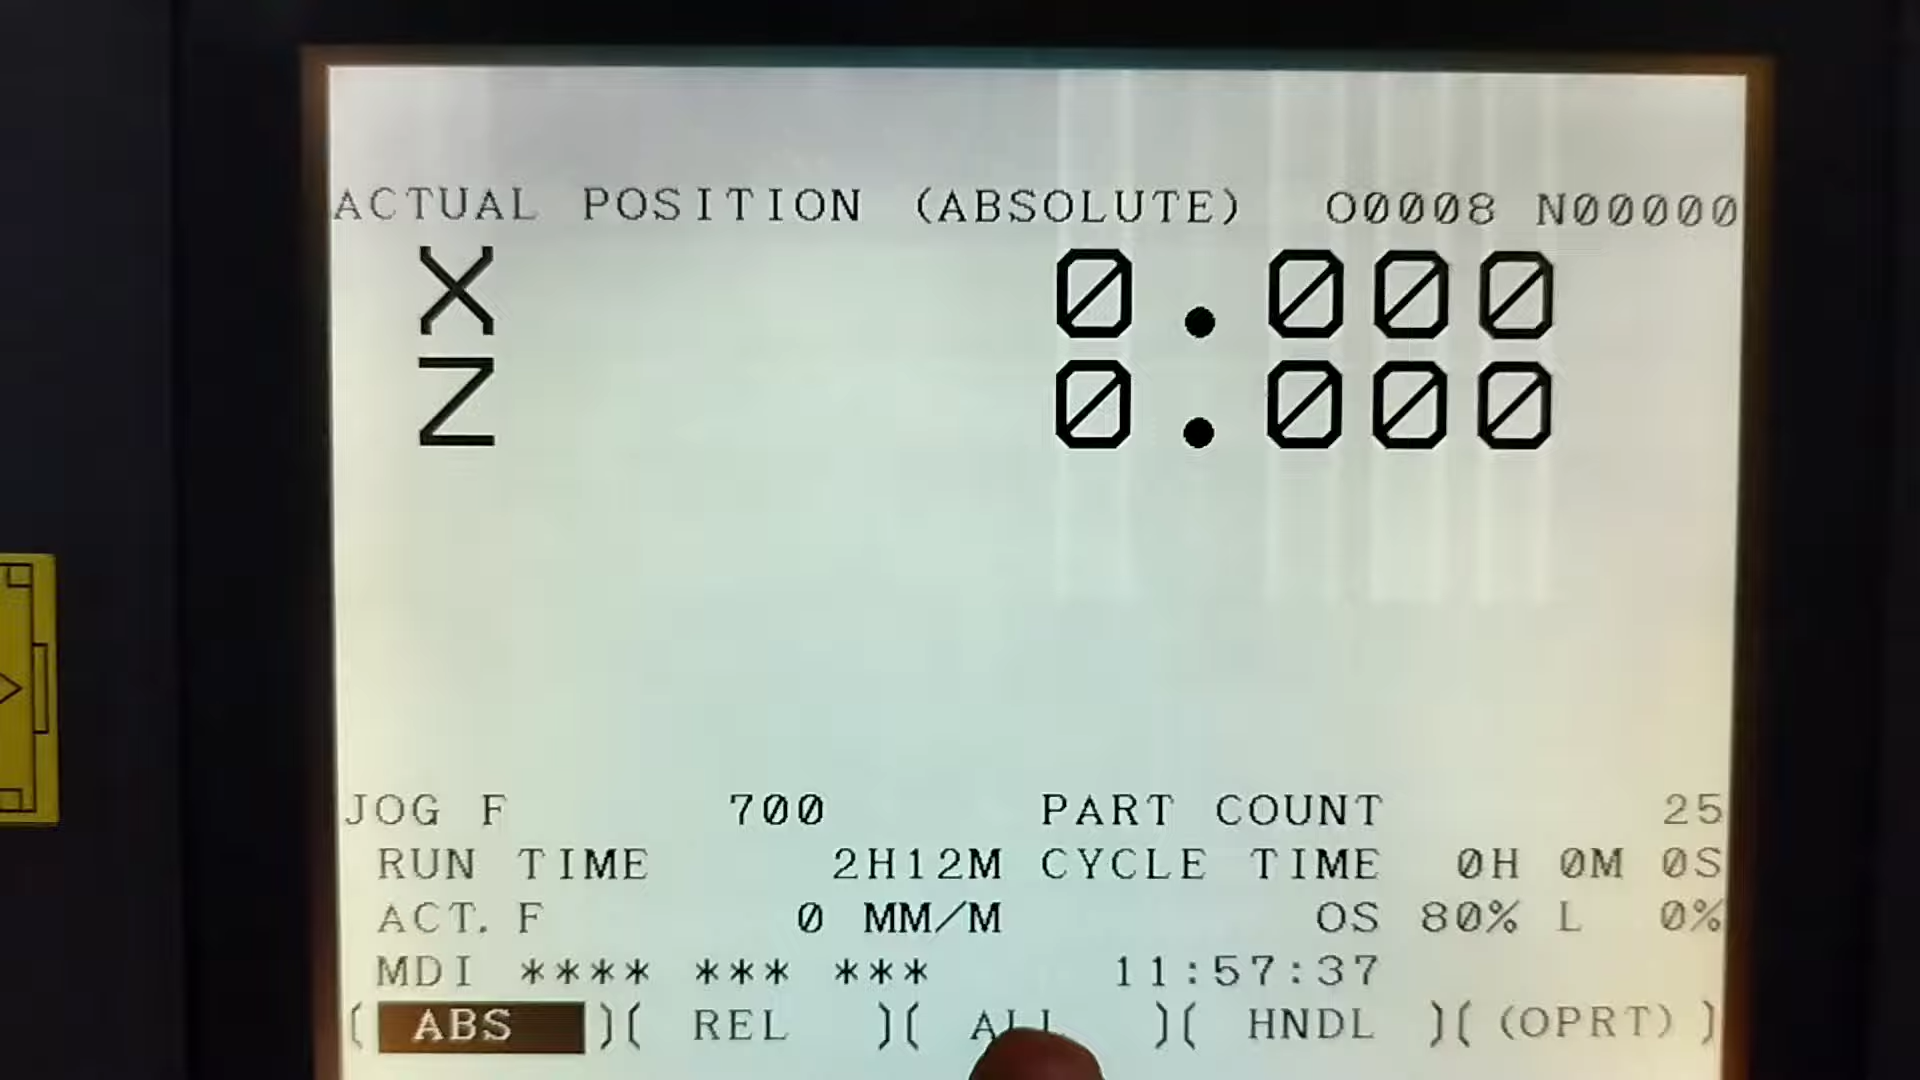 ACTUAL POSITION (ABSOLUTE) O0008 N00000
X 0.000
Z 0.000
JOG F 700 PART COUNT 25
RUN TIME 2H12M CYCLE TIME 0H 0M 0S
ACT. F 0 MM/M OS 80% L 0%
MDI **** *** *** 11:57:37
( ABS )( REL )( ALL )( HNDL )( (OPRT) )